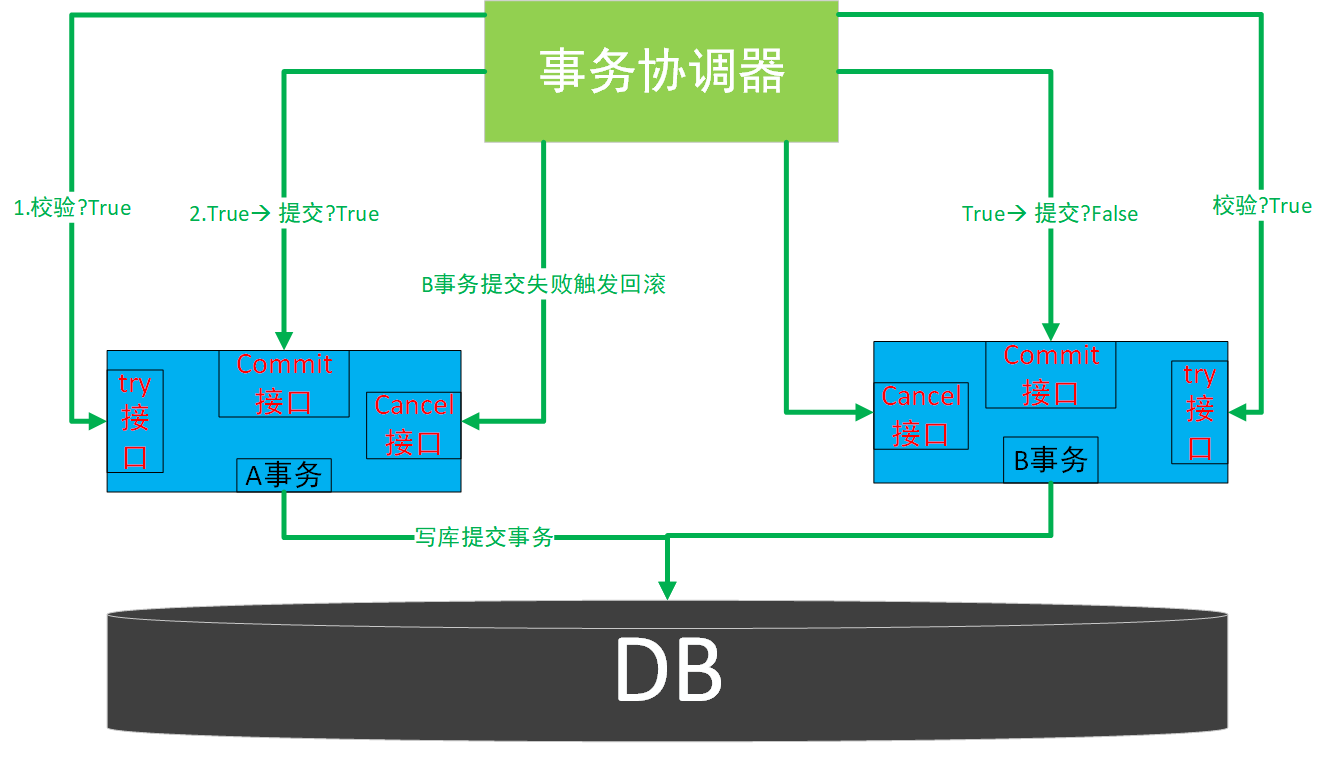 事务协调器
1.校验?True
2.True→ 提交?True
True→ 提交?False
校验?True
B事务提交失败触发回滚
try
接
口
Commit
接口
Cancel
接口
A事务
Cancel
接口
Commit
接口
try
接
口
B事务
写库提交事务
DB